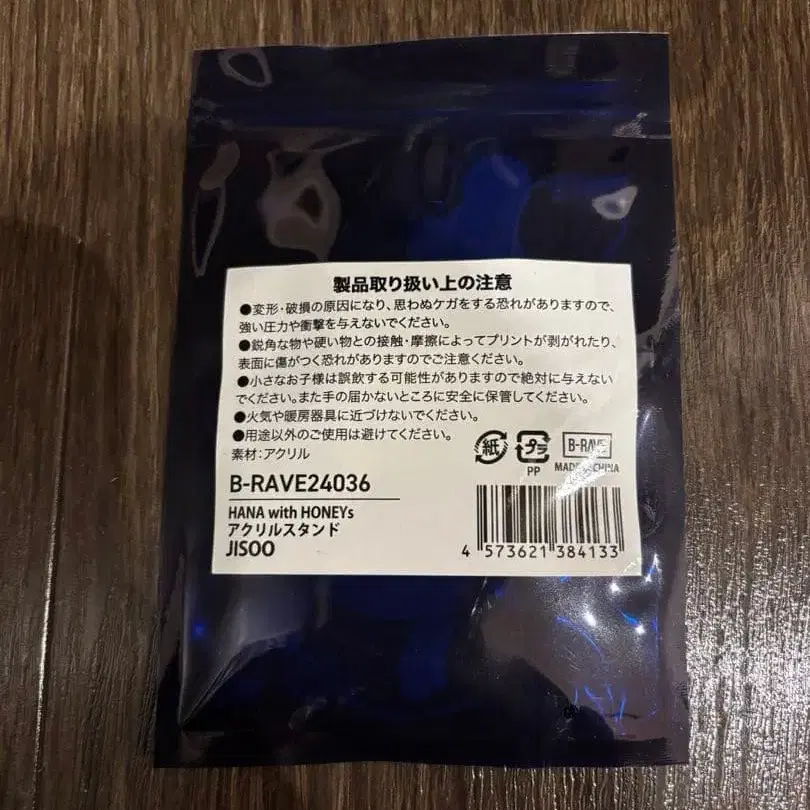 製品取り扱い上の注意
●変形・破損の原因になり、思わぬケガをする恐れがありますので、
強い圧力や衝撃を与えないでください。
●鋭角な物や硬い物との接触・摩擦によってプリントが剥がれたり、
表面に傷がつく恐れがありますのでご注意ください。
●小さなお子様は誤飲する可能性がありますので絶対に与えない
でください。また手の届かないところに安全に保管してください。
●火気や暖房器具に近づけないでください。
●用途以外のご使用は避けてください。
素材:アクリル
紙
プラ
PP
B-RAVE
MADE IN CHINA
B-RAVE24036
HANA with HONEYs
アクリルスタンド
JISOO
4 573621 384133